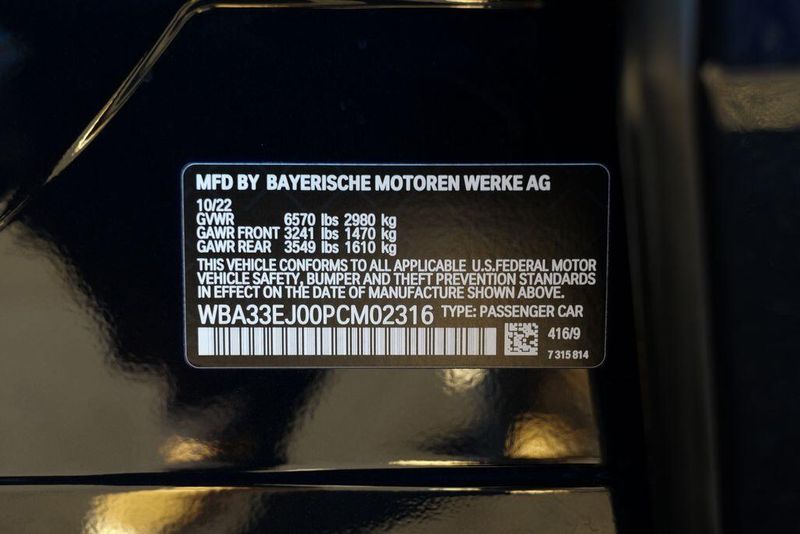 MFD BY BAYERISCHE MOTOREN WERKE AG
10/22
GVWR 6570 lbs 2980 kg
GAWR FRONT 3241 lbs 1470 kg
GAWR REAR 3549 lbs 1610 kg
THIS VEHICLE CONFORMS TO ALL APPLICABLE U.S.FEDERAL MOTOR
VEHICLE SAFETY, BUMPER AND THEFT PREVENTION STANDARDS
IN EFFECT ON THE DATE OF MANUFACTURE SHOWN ABOVE.
WBA33EJ00PCM02316 TYPE: PASSENGER CAR
416/9
7 315 814